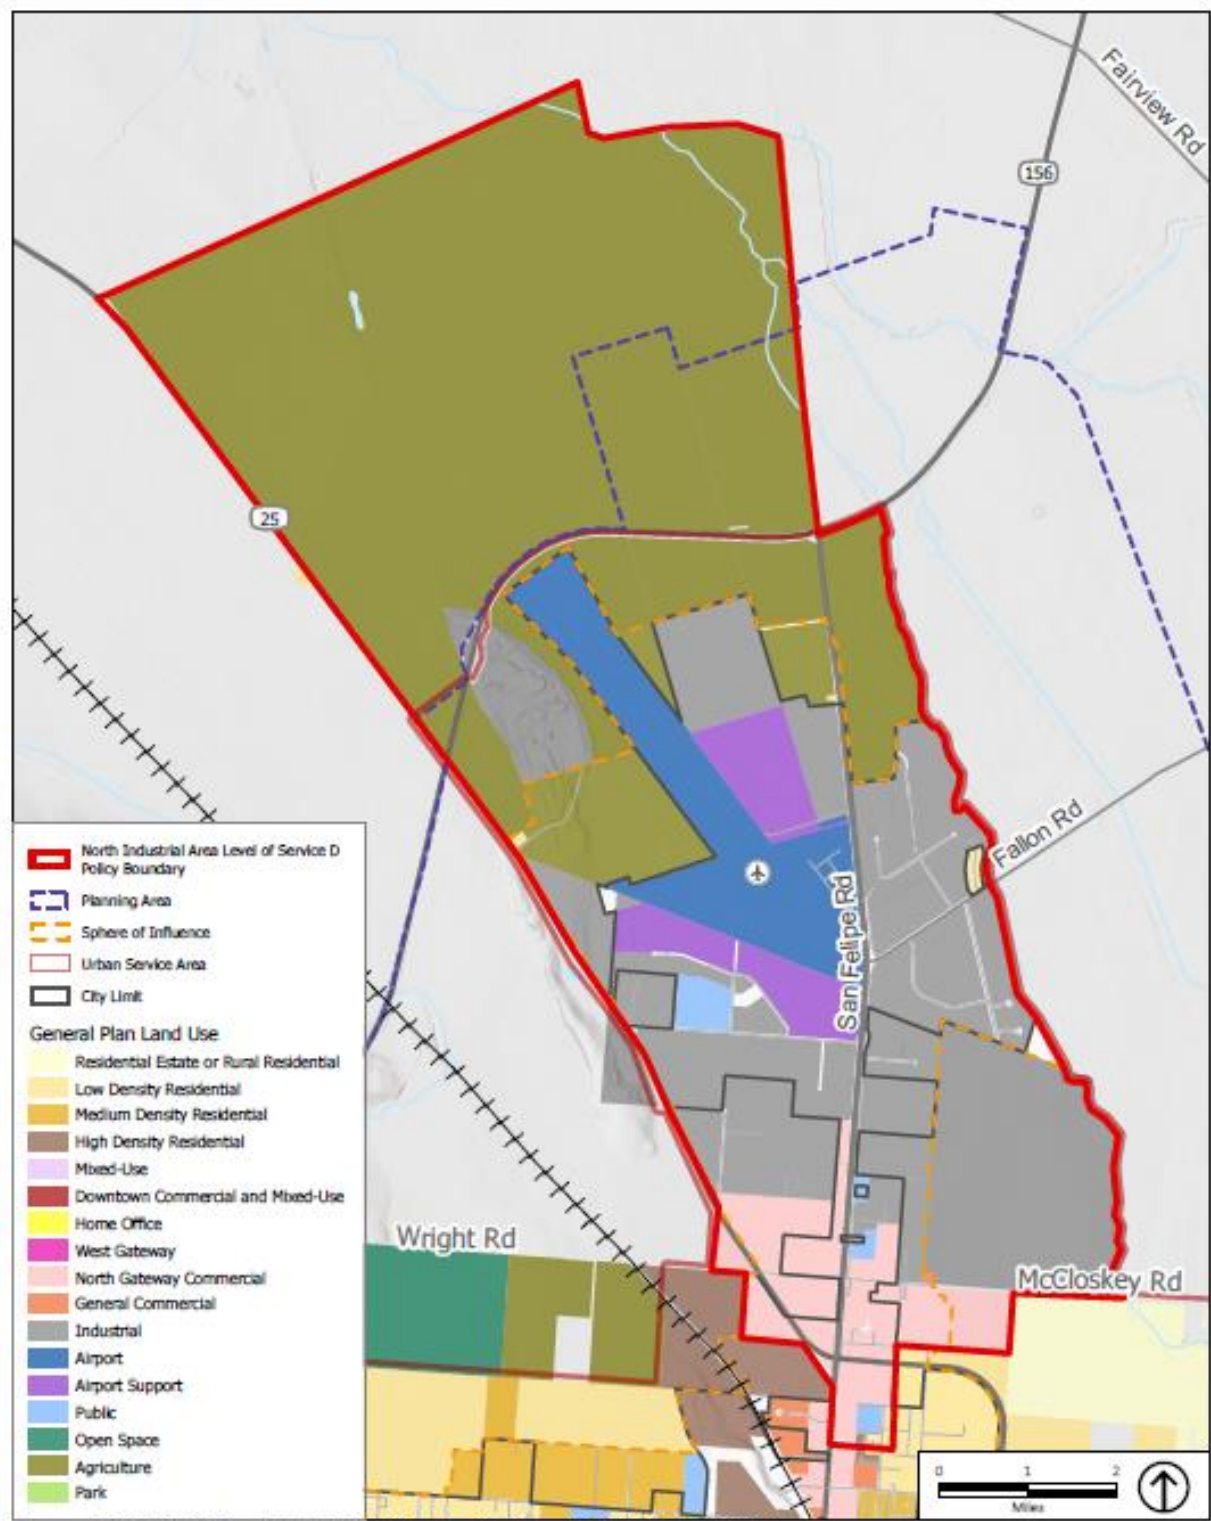 Fairview Rd
156
25
Fallon Rd
San Felipe Rd
North Industrial Area Level of Service D
Policy Boundary
Planning Area
Sphere of Influence
Urban Service Area
City Limit
General Plan Land Use
Residential Estate or Rural Residential
Low Density Residential
Medium Density Residential
High Density Residential
Mixed-Use
Downtown Commercial and Mixed-Use
Home Office
West Gateway
North Gateway Commercial
General Commercial
Industrial
Airport
Airport Support
Public
Open Space
Agriculture
Park
Wright Rd
McCloskey Rd
0 1 2
Miles